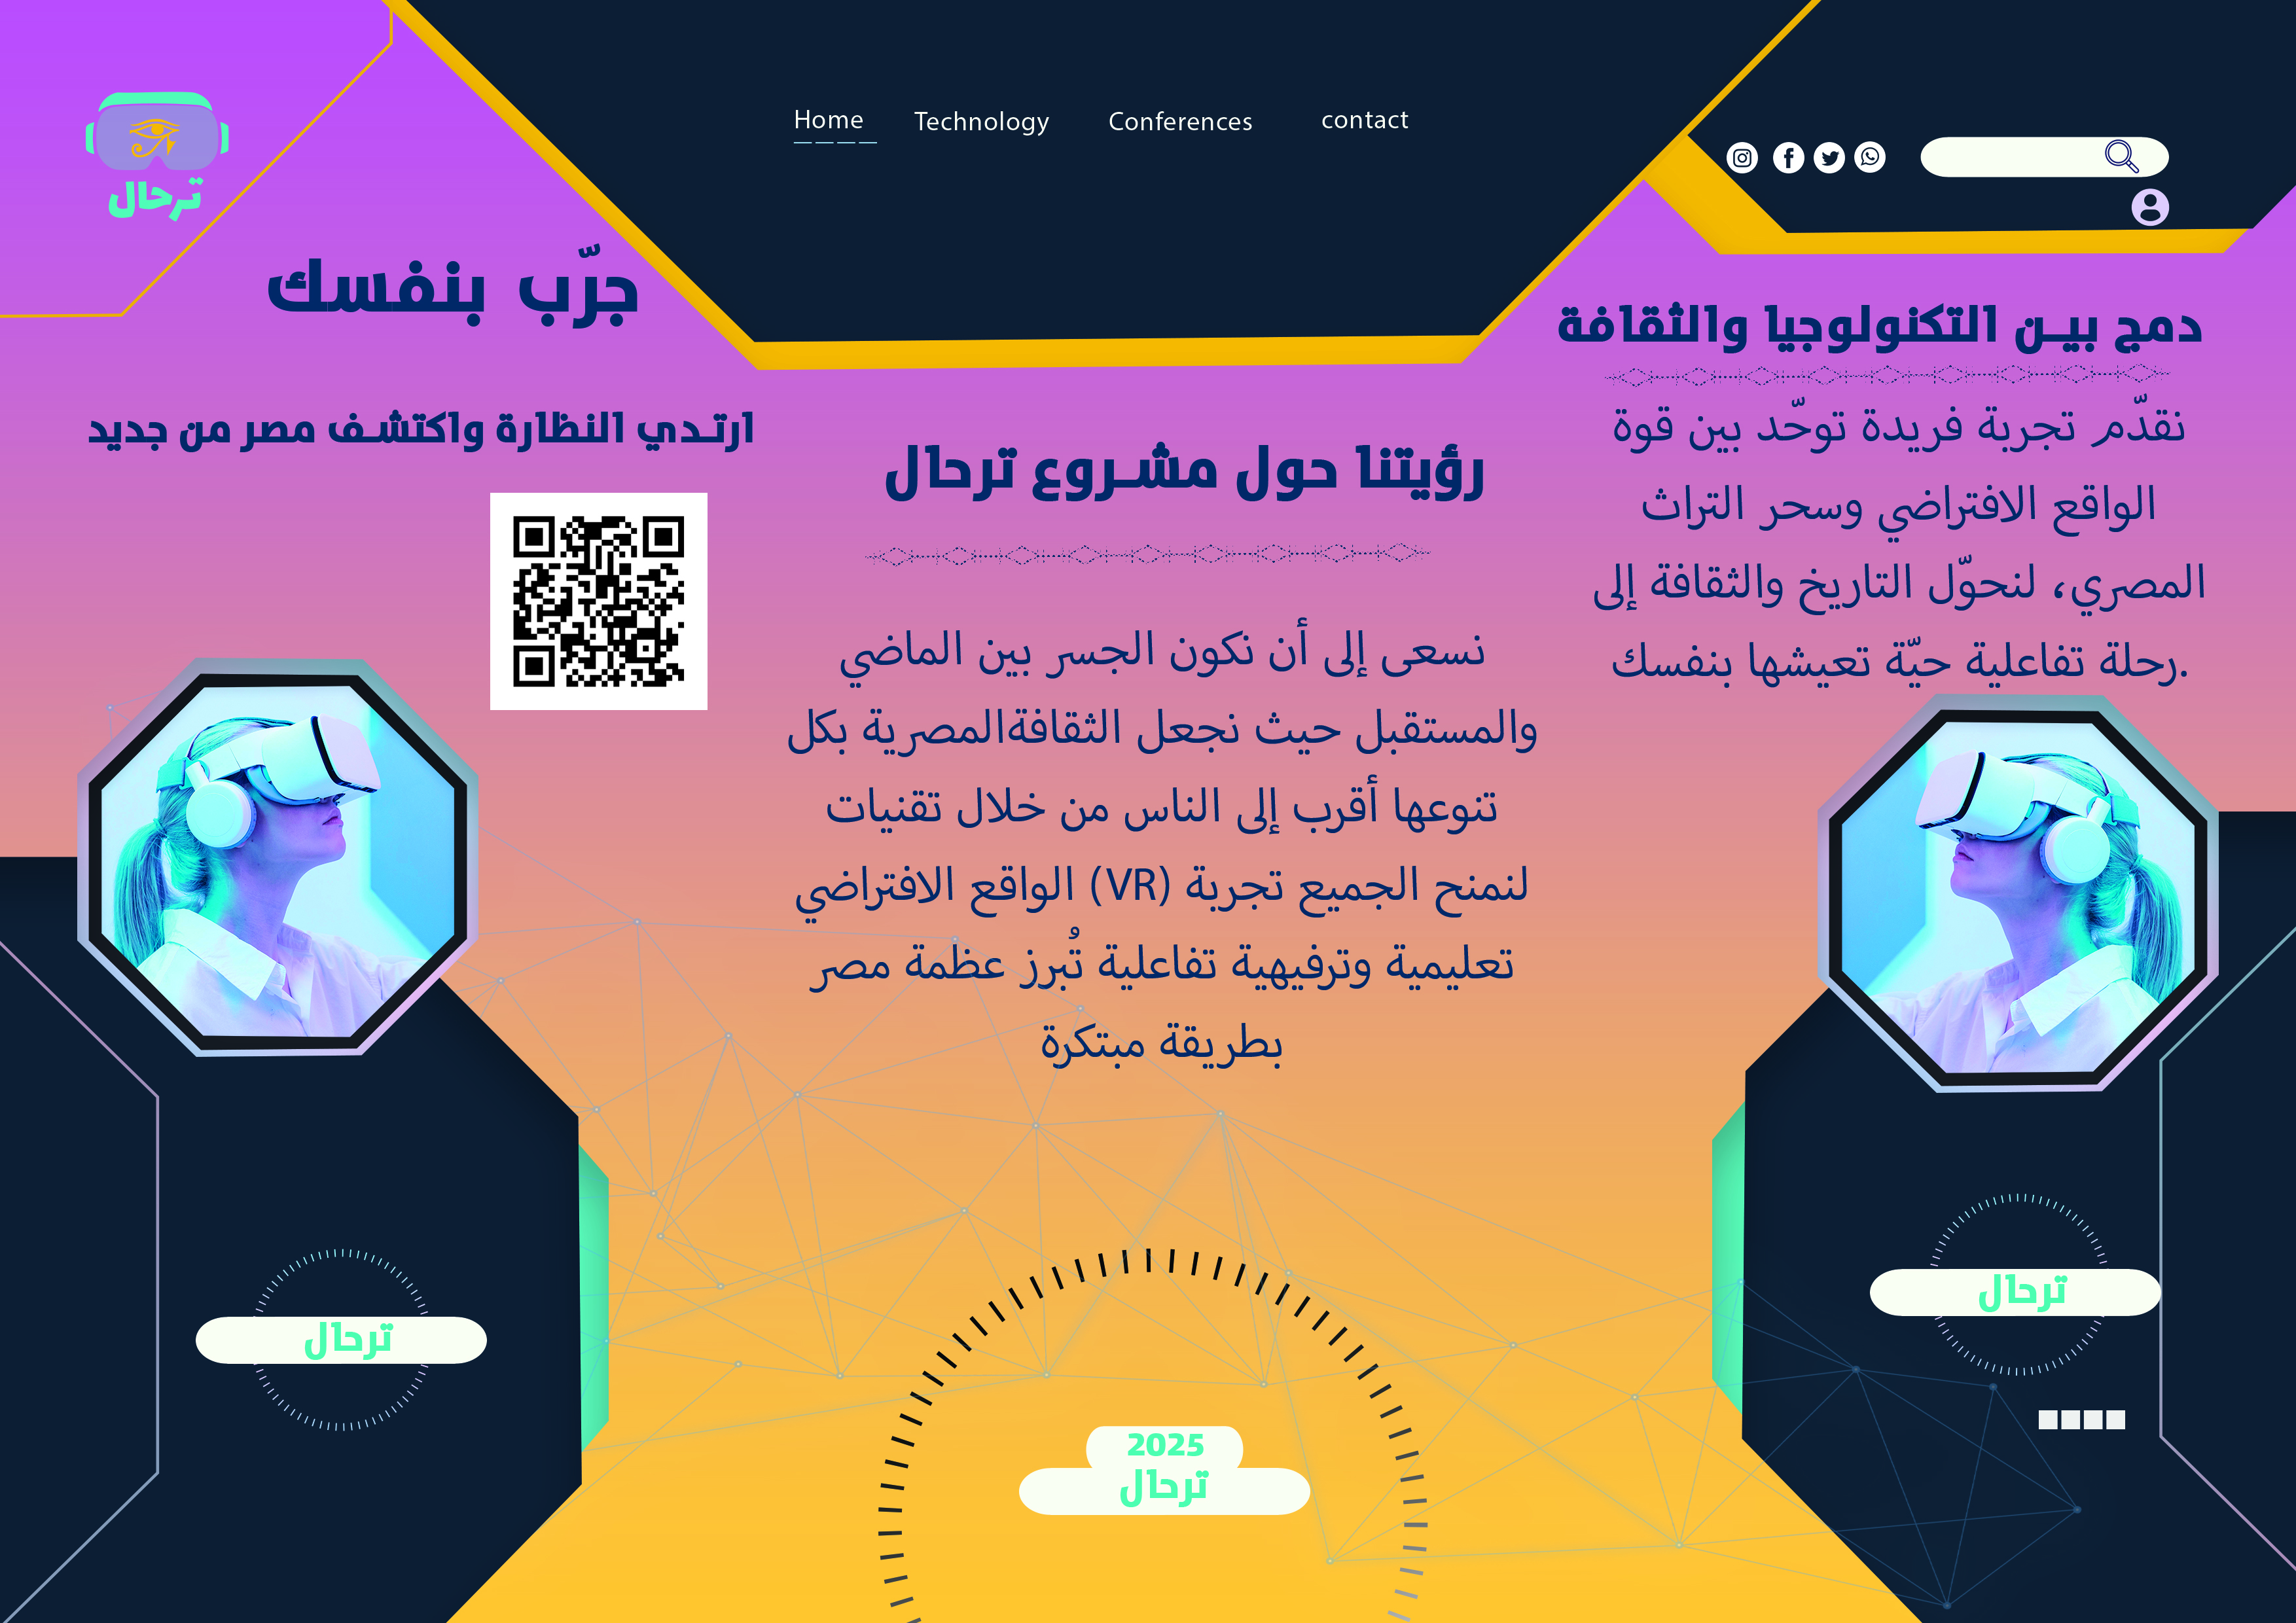 Home Technology Conferences contact
ترحال
جرّب بنفسك
ارتـدي النظارة واكتشـف مصر من جديد
رؤيتنا حول مشـروع ترحال
نسعى إلى أن نكون الجسر بين الماضي
والمستقبل حيث نجعل الثقافةالمصرية بكل
تنوعها أقرب إلى الناس من خلال تقنيات
لنمنح الجميع تجربة (VR) الواقع الافتراضي
تعليمية وترفيهية تفاعلية تُبرز عظمة مصر
بطريقة مبتكرة
دمج بيـن التكنولوجيا والثقافة
نقدّم تجربة فريدة توحّد بين قوة
الواقع الافتراضي وسحر التراث
المصري، لنحوّل التاريخ والثقافة إلى
.رحلة تفاعلية حيّة تعيشها بنفسك
ترحال
2025
ترحال
ترحال